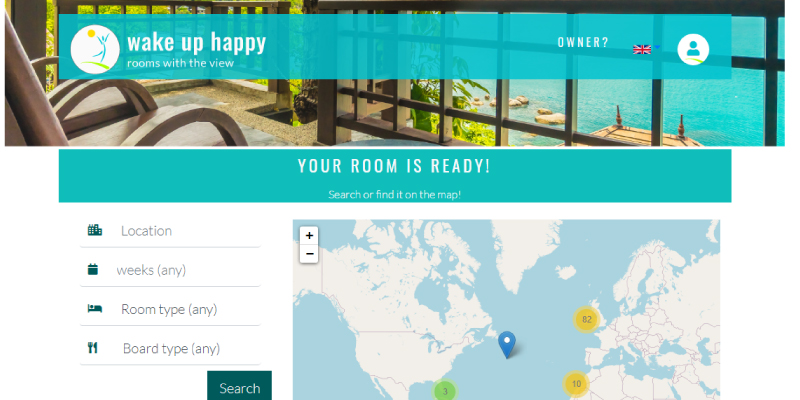 wake up happy
rooms with the view
OWNER?
YOUR ROOM IS READY!
Search or find it on the map!
Location
weeks (any)
Room type (any)
Board type (any)
Search
+
−
82
10
3